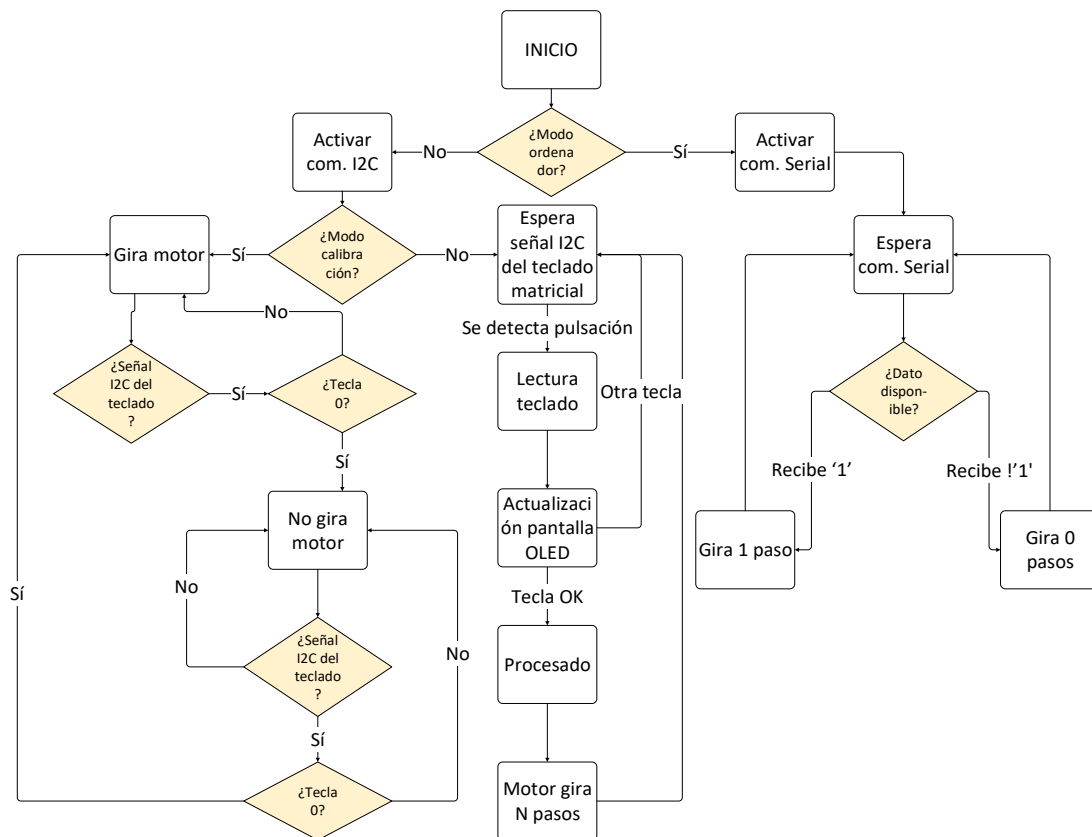 INICIO
¿Modo
ordena
dor?
No
Sí
Activar
com. I2C
Activar
com. Serial
¿Modo
calibra
ción?
Sí
No
Gira motor
Espera
señal I2C
del teclado
matricial
Espera
com. Serial
No
Se detecta pulsación
¿Señal
I2C del
teclado
?
Sí
¿Tecla
0?
Lectura
teclado
Otra tecla
¿Dato
dispon-
ible?
Sí
Recibe ‘1’
Recibe !’1'
No gira
motor
Actualizaci
ón pantalla
OLED
Gira 1 paso
Gira 0
pasos
Sí
No
Tecla OK
¿Señal
I2C del
teclado
?
No
Procesado
Sí
¿Tecla
0?
Motor gira
N pasos